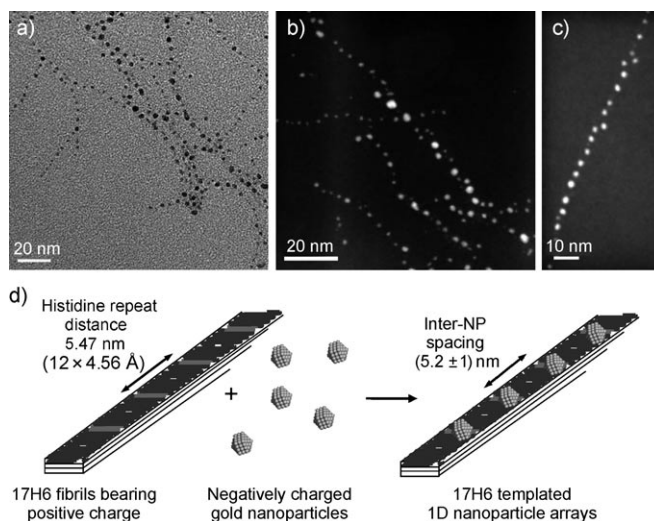 a)
b)
c)
20 nm
20 nm
10 nm
d)
Histidine repeat
distance
5.47 nm
(12 × 4.56 Å)
+
Inter-NP
spacing
(5.2 ±1) nm
17H6 fibrils bearing
positive charge
Negatively charged
gold nanoparticles
17H6 templated
1D nanoparticle arrays